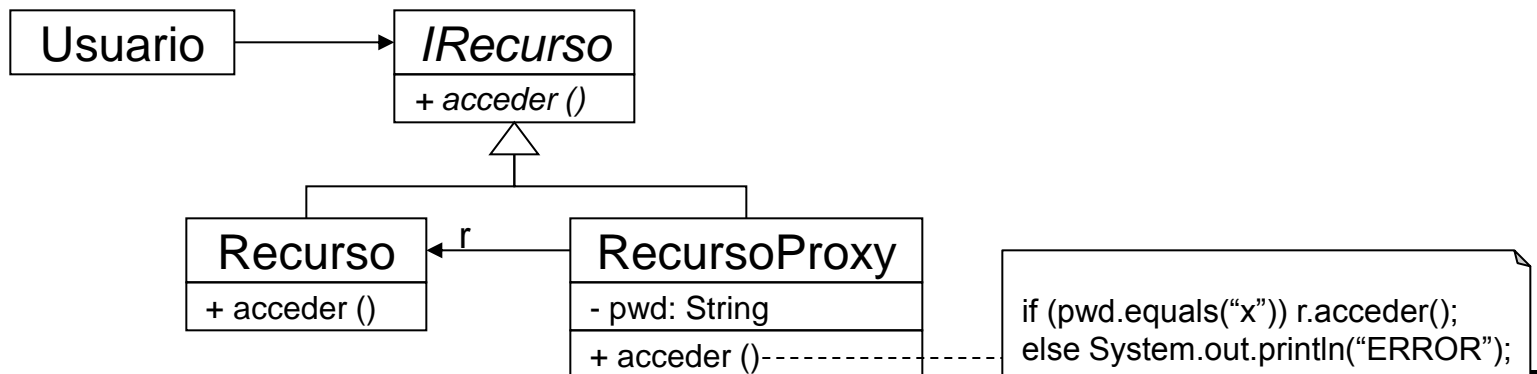 Usuario
IRecurso
+ acceder ()
Recurso
+ acceder ()
r
RecursoProxy
- pwd: String
+ acceder ()
if (pwd.equals(“x”)) r.acceder();
else System.out.println(“ERROR”);